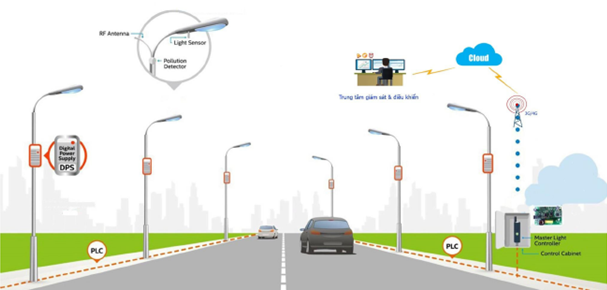 RF Antenna
Light Sensor
Pollution
Detector
Cloud
Trung tâm giám sát & điều khiển
3G/4G
Digital
Power
Supply
DPS
PLC
PLC
Master Light
Controller
Control Cabinet